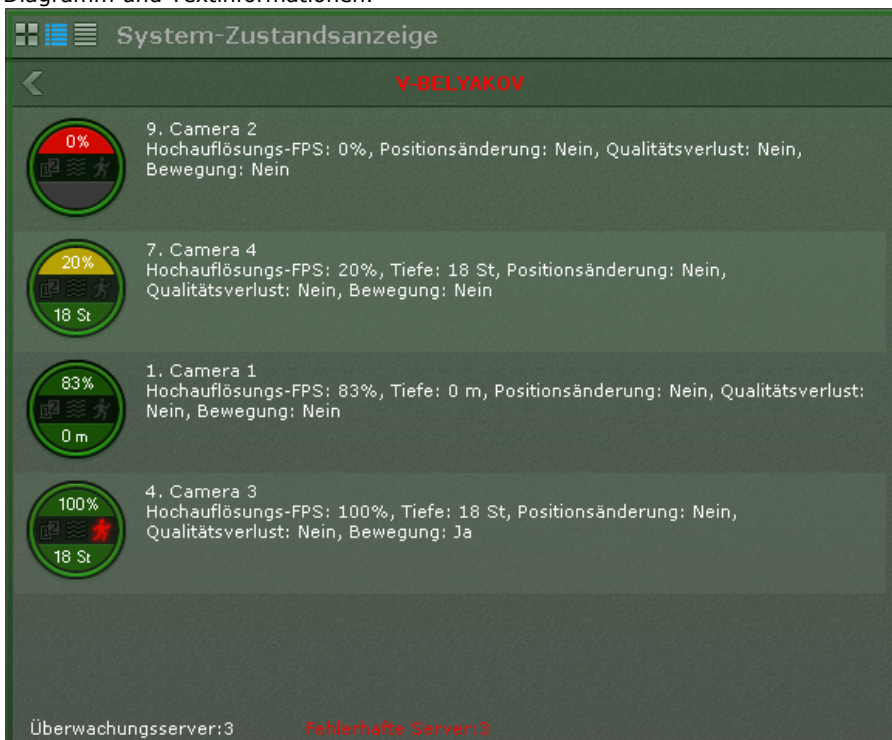 Diagramm und Textinformationen.
System-Zustandsanzeige
V-BELYAKOV
0%
9. Camera 2
Hochauflösungs-FPS: 0%, Positionsänderung: Nein, Qualitätsverlust: Nein,
Bewegung: Nein
20%
18 St
7. Camera 4
Hochauflösungs-FPS: 20%, Tiefe: 18 St, Positionsänderung: Nein,
Qualitätsverlust: Nein, Bewegung: Nein
83%
0 m
1. Camera 1
Hochauflösungs-FPS: 83%, Tiefe: 0 m, Positionsänderung: Nein, Qualitätsverlust:
Nein, Bewegung: Nein
100%
18 St
4. Camera 3
Hochauflösungs-FPS: 100%, Tiefe: 18 St, Positionsänderung: Nein,
Qualitätsverlust: Nein, Bewegung: Ja
Überwachungsserver:3 Fehlerhafte Server:3